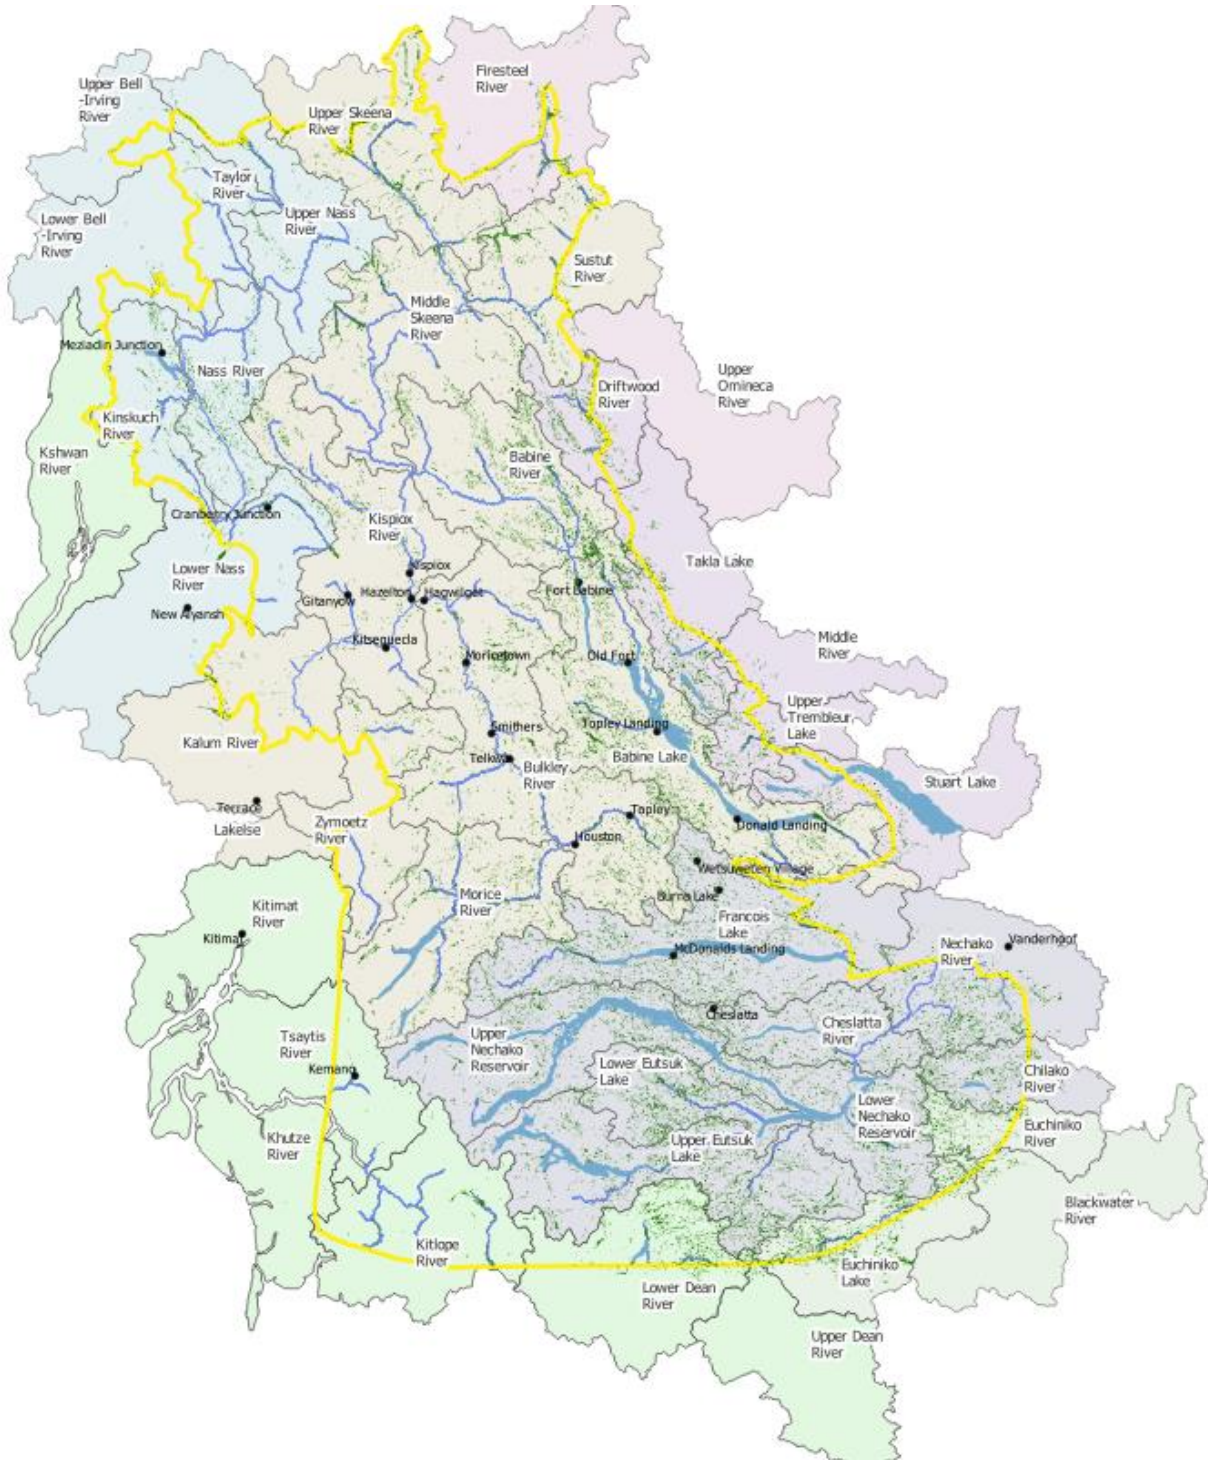 Firesteel
River
Upper Bell
-Irving
River
Upper Skeena
River
Taylor
River
Upper Nass
River
Lower Bell
-Irving
River
Sustut
River
Middle
Skeena
River
Meziadin Junction
Nass River
Driftwood
River
Upper
Omineca
River
Kinskuch
River
Kshwan
River
Babine
River
Cranberry Junction
Kispiox
River
Takla Lake
Lower Nass
River
Kispiox
Gitanyow
Hazelton
Hagwilget
Fort Babine
New Aiyansh
Kitseguecla
Moricetown
Old Fort
Middle
River
Upper
Trembleur
Lake
Kalum River
Smithers
Topley Landing
Babine Lake
Telkwa
Bulkley
River
Stuart Lake
Terrace
Lakelse
Zymoetz
River
Topley
Donald Landing
Houston
Wetsuweten Village
Burns Lake
Morice
River
Francois
Lake
Kitimat
River
Kitimat
McDonalds Landing
Nechako
River
Vanderhoof
Cheslatta
Cheslatta
River
Tsaytis
River
Upper
Nechako
Reservoir
Lower Eutsuk
Lake
Kemano
Chilako
River
Lower
Nechako
Reservoir
Euchiniko
River
Khutze
River
Upper Eutsuk
Lake
Blackwater
River
Kitlope
River
Euchiniko
Lake
Lower Dean
River
Upper Dean
River